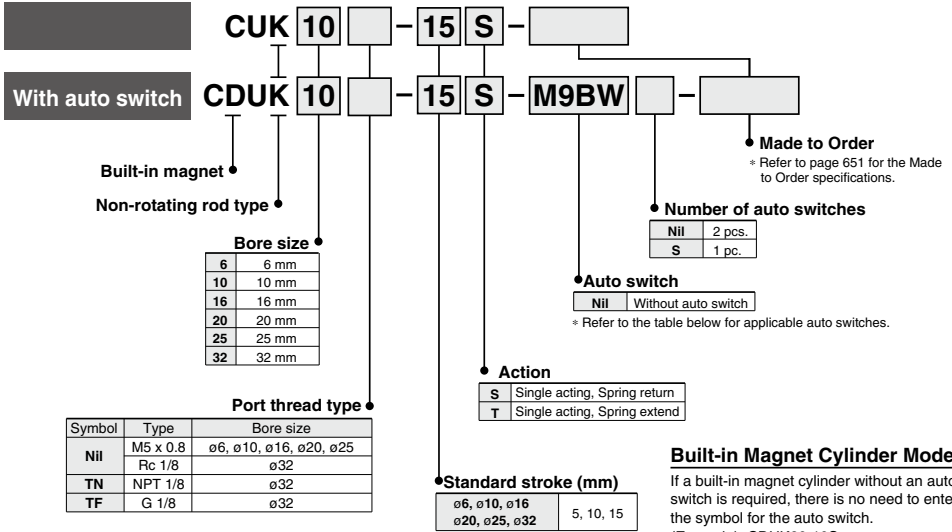 CUK 10 – 15 S –
With auto switch CDUK 10 – 15 S – M9BW –
Made to Order
* Refer to page 651 for the Made
to Order specifications.
Built-in magnet
Non-rotating rod type
Number of auto switches
Nil 2 pcs.
S 1 pc.
Bore size
6 6 mm
10 10 mm
16 16 mm
20 20 mm
25 25 mm
32 32 mm
Auto switch
Nil Without auto switch
* Refer to the table below for applicable auto switches.
Action
S Single acting, Spring return
T Single acting, Spring extend
Port thread type
Symbol Type Bore size
Nil M5 x 0.8 ø6, ø10, ø16, ø20, ø25
Rc 1/8 ø32
TN NPT 1/8 ø32
TF G 1/8 ø32
Standard stroke (mm)
ø6, ø10, ø16
ø20, ø25, ø32 5, 10, 15
Built-in Magnet Cylinder Mode
If a built-in magnet cylinder without an auto
switch is required, there is no need to ente
the symbol for the auto switch.